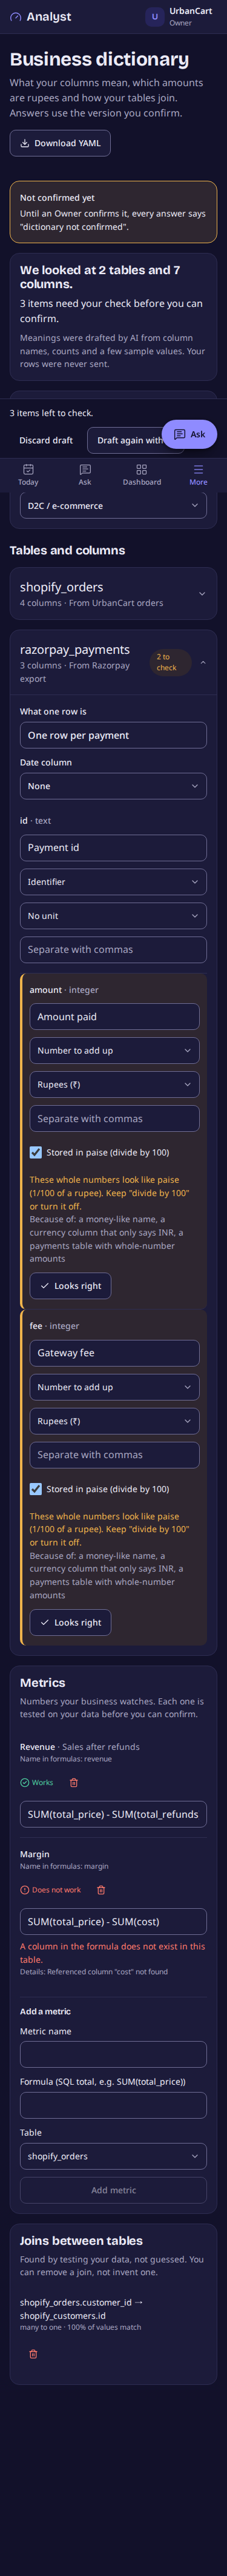 Analyst
U
UrbanCart
Owner
Business dictionary
What your columns mean, which amounts
are rupees and how your tables join.
Answers use the version you confirm.
Download YAML
Not confirmed yet
Until an Owner confirms it, every answer says
"dictionary not confirmed".
We looked at 2 tables and 7
columns.
3 items need your check before you can
confirm.
Meanings were drafted by AI from column
names, counts and a few sample values. Your
rows were never sent.
3 items left to check.
Discard draft
Draft again with
Ask
Today
Ask
Dashboard
More
D2C / e-commerce
Tables and columns
shopify_orders
4 columns · From UrbanCart orders
razorpay_payments
3 columns · From Razorpay
export
2 to
check
What one row is
One row per payment
Date column
None
id · text
Payment id
Identifier
No unit
Separate with commas
amount · integer
Amount paid
Number to add up
Rupees (₹)
Separate with commas
Stored in paise (divide by 100)
These whole numbers look like paise
(1/100 of a rupee). Keep "divide by 100"
or turn it off.
Because of: a money-like name, a
currency column that only says INR, a
payments table with whole-number
amounts
Looks right
fee · integer
Gateway fee
Number to add up
Rupees (₹)
Separate with commas
Stored in paise (divide by 100)
These whole numbers look like paise
(1/100 of a rupee). Keep "divide by 100"
or turn it off.
Because of: a money-like name, a
currency column that only says INR, a
payments table with whole-number
amounts
Looks right
Metrics
Numbers your business watches. Each one is
tested on your data before you can confirm.
Revenue · Sales after refunds
Name in formulas: revenue
Works
SUM(total_price) - SUM(total_refunds
Margin
Name in formulas: margin
Does not work
SUM(total_price) - SUM(cost)
A column in the formula does not exist in this
table.
Details: Referenced column "cost" not found
Add a metric
Metric name
Formula (SQL total, e.g. SUM(total_price))
Table
shopify_orders
Add metric
Joins between tables
Found by testing your data, not guessed. You
can remove a join, not invent one.
shopify_orders.customer_id →
shopify_customers.id
many to one · 100% of values match